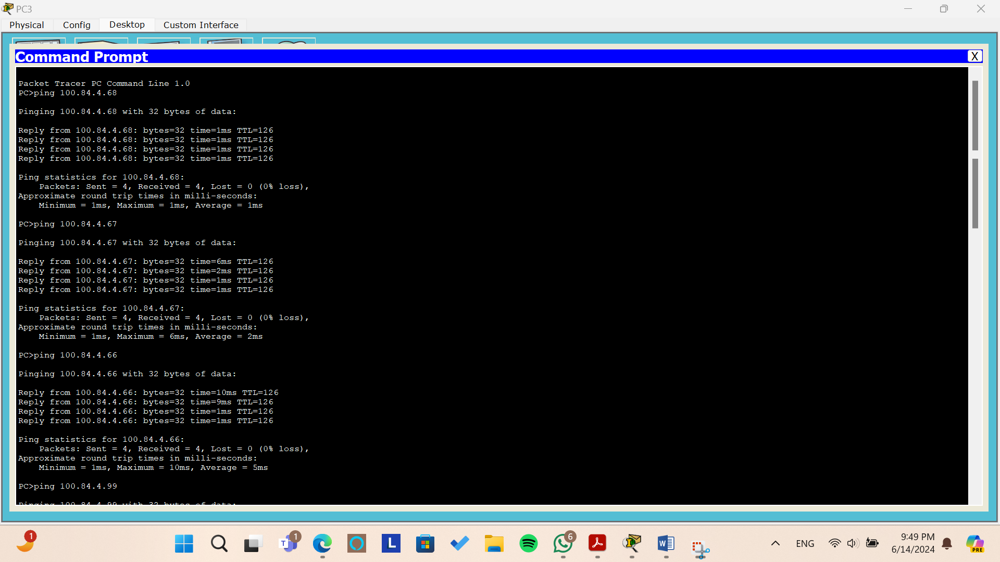 PC3
Physical Config Desktop Custom Interface
Command Prompt X
Packet Tracer PC Command Line 1.0
PC>ping 100.84.4.68
Pinging 100.84.4.68 with 32 bytes of data:
Reply from 100.84.4.68: bytes=32 time=1ms TTL=126
Reply from 100.84.4.68: bytes=32 time=1ms TTL=126
Reply from 100.84.4.68: bytes=32 time=1ms TTL=126
Reply from 100.84.4.68: bytes=32 time=1ms TTL=126
Ping statistics for 100.84.4.68:
Packets: Sent = 4, Received = 4, Lost = 0 (0% loss),
Approximate round trip times in milli-seconds:
Minimum = 1ms, Maximum = 1ms, Average = 1ms
PC>ping 100.84.4.67
Pinging 100.84.4.67 with 32 bytes of data:
Reply from 100.84.4.67: bytes=32 time=6ms TTL=126
Reply from 100.84.4.67: bytes=32 time=2ms TTL=126
Reply from 100.84.4.67: bytes=32 time=1ms TTL=126
Reply from 100.84.4.67: bytes=32 time=1ms TTL=126
Ping statistics for 100.84.4.67:
Packets: Sent = 4, Received = 4, Lost = 0 (0% loss),
Approximate round trip times in milli-seconds:
Minimum = 1ms, Maximum = 6ms, Average = 2ms
PC>ping 100.84.4.66
Pinging 100.84.4.66 with 32 bytes of data:
Reply from 100.84.4.66: bytes=32 time=10ms TTL=126
Reply from 100.84.4.66: bytes=32 time=9ms TTL=126
Reply from 100.84.4.66: bytes=32 time=1ms TTL=126
Reply from 100.84.4.66: bytes=32 time=1ms TTL=126
Ping statistics for 100.84.4.66:
Packets: Sent = 4, Received = 4, Lost = 0 (0% loss),
Approximate round trip times in milli-seconds:
Minimum = 1ms, Maximum = 10ms, Average = 5ms
PC>ping 100.84.4.99
Pinging 100.84.4.99 with 32 bytes of data:
1 T 1 L 6 W ENG 9:49 PM
6/14/2024 PRE